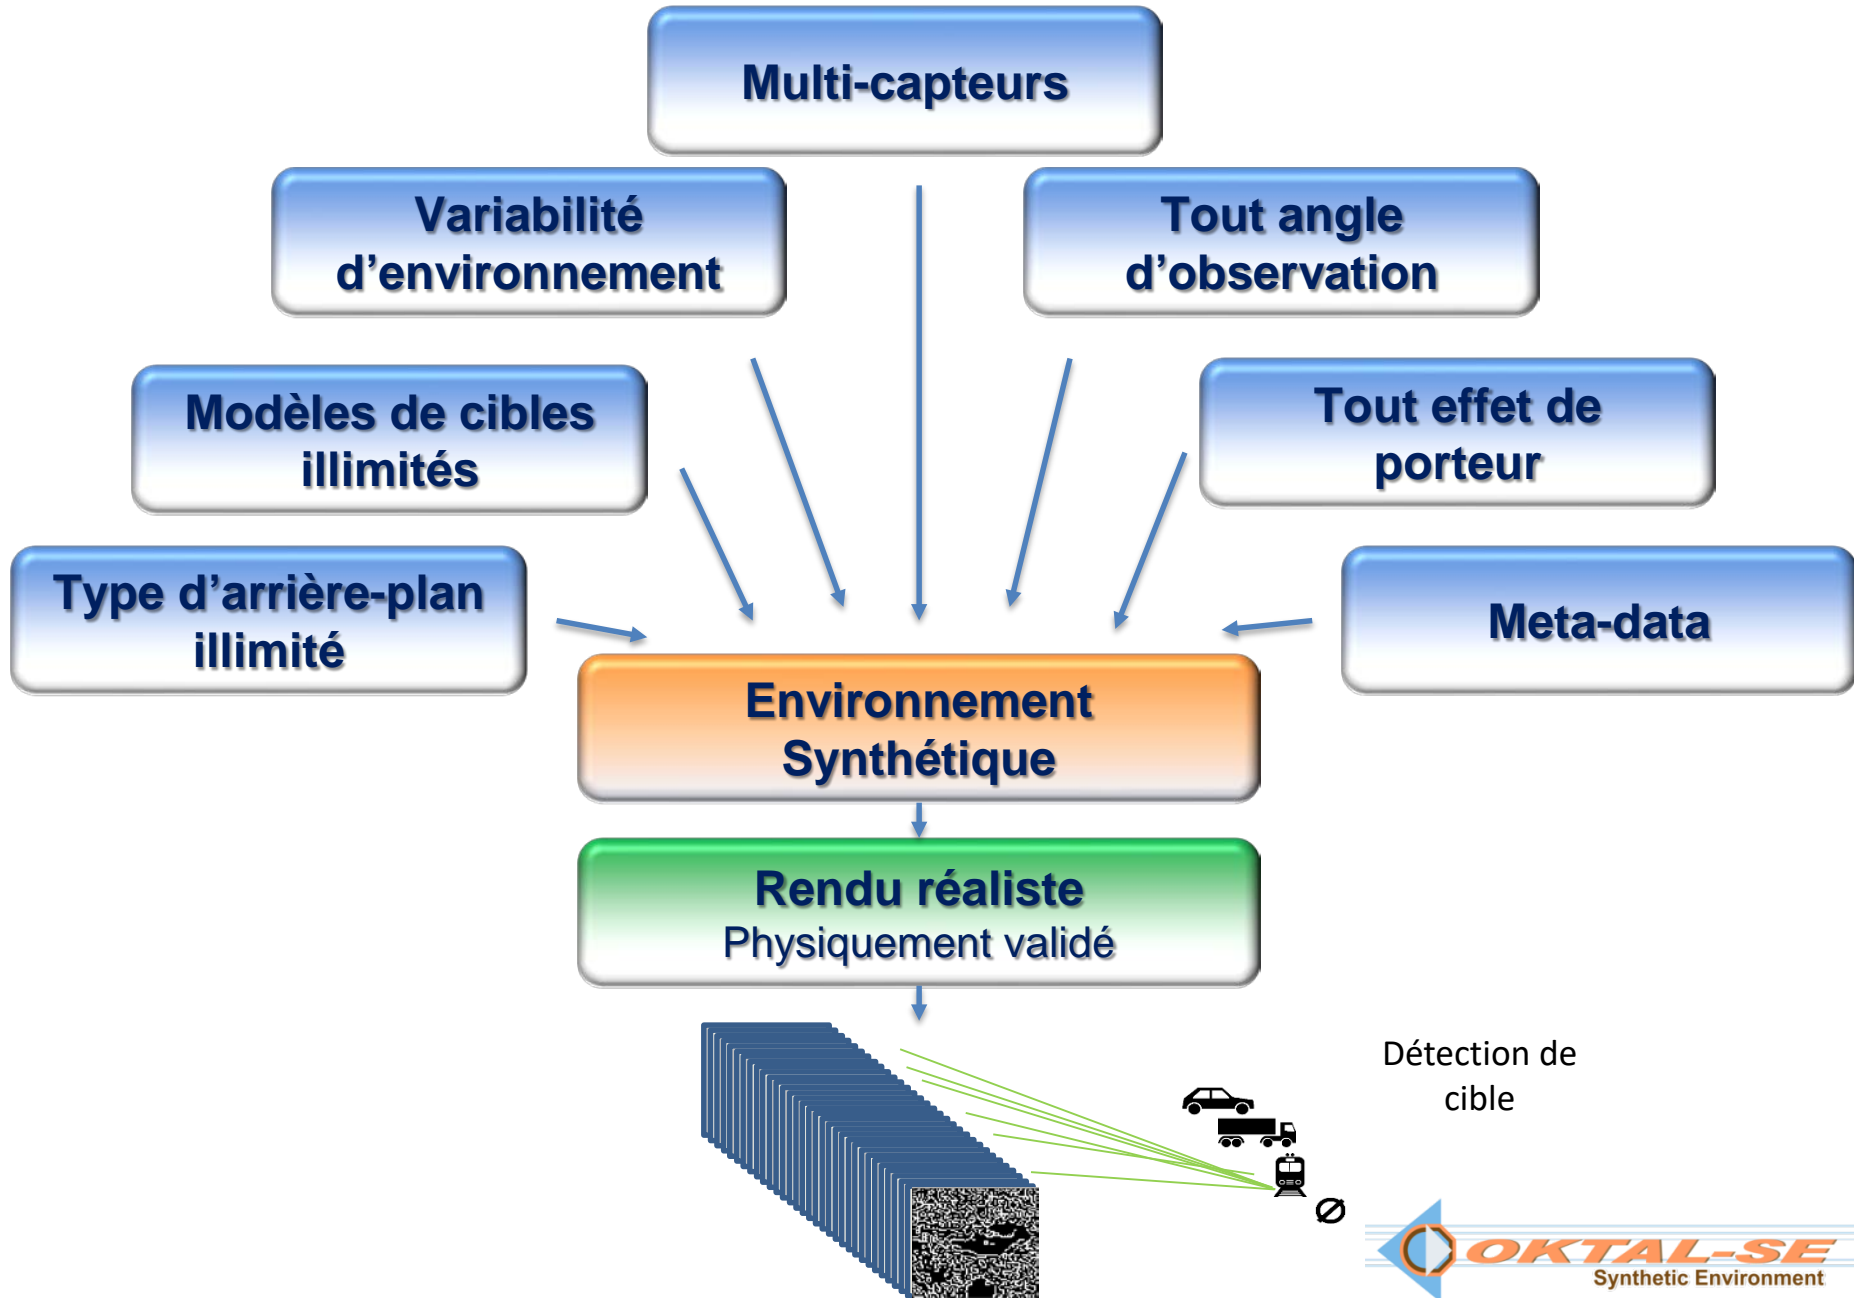 Multi-capteurs
Variabilité
d’environnement
Tout angle
d’observation
Modèles de cibles
illimités
Tout effet de
porteur
Type d’arrière-plan
illimité
Meta-data
Environnement
Synthétique
Rendu réaliste
Physiquement validé
Détection de
cible
OKTAL-SE
Synthetic Environment